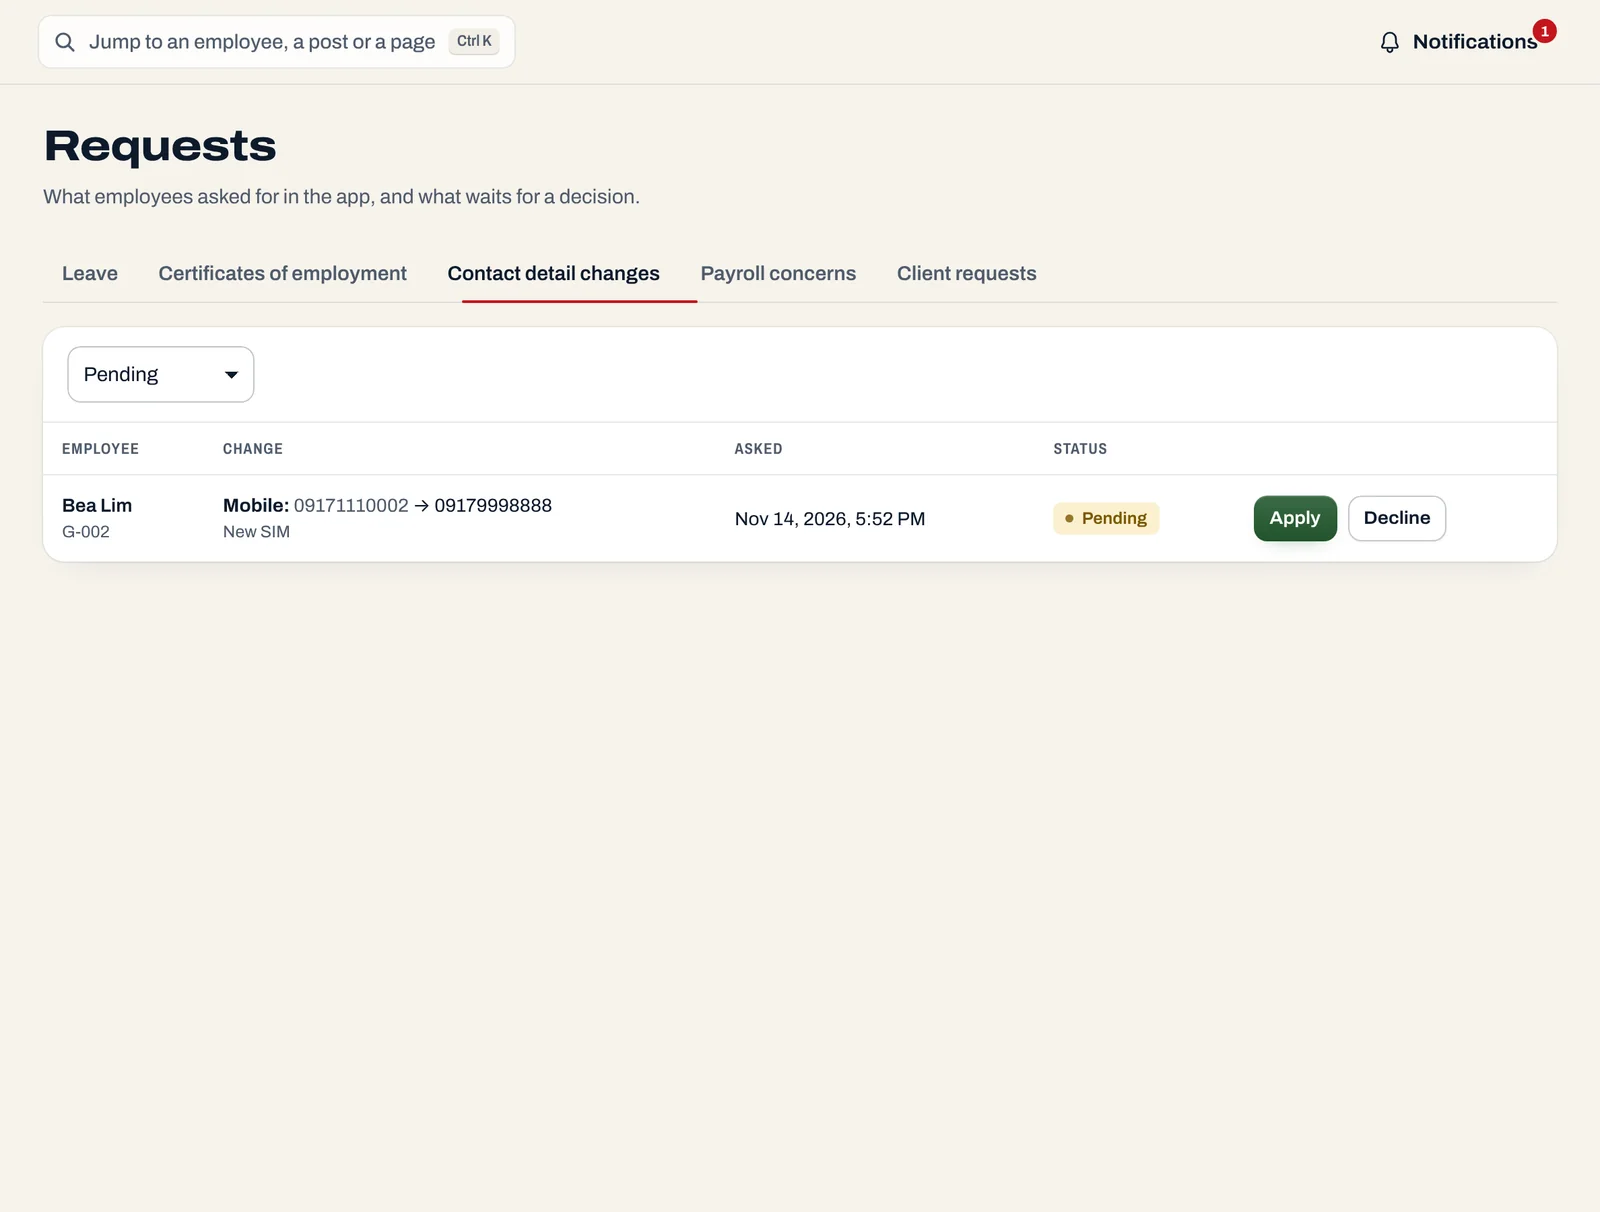 Jump to an employee, a post or a page Ctrl K
Notifications 1
Requests
What employees asked for in the app, and what waits for a decision.
Leave Certificates of employment Contact detail changes Payroll concerns Client requests
Pending
EMPLOYEE CHANGE ASKED STATUS
Bea Lim Mobile: 09171110002 → 09179998888 Nov 14, 2026, 5:52 PM Pending Apply Decline
G-002 New SIM